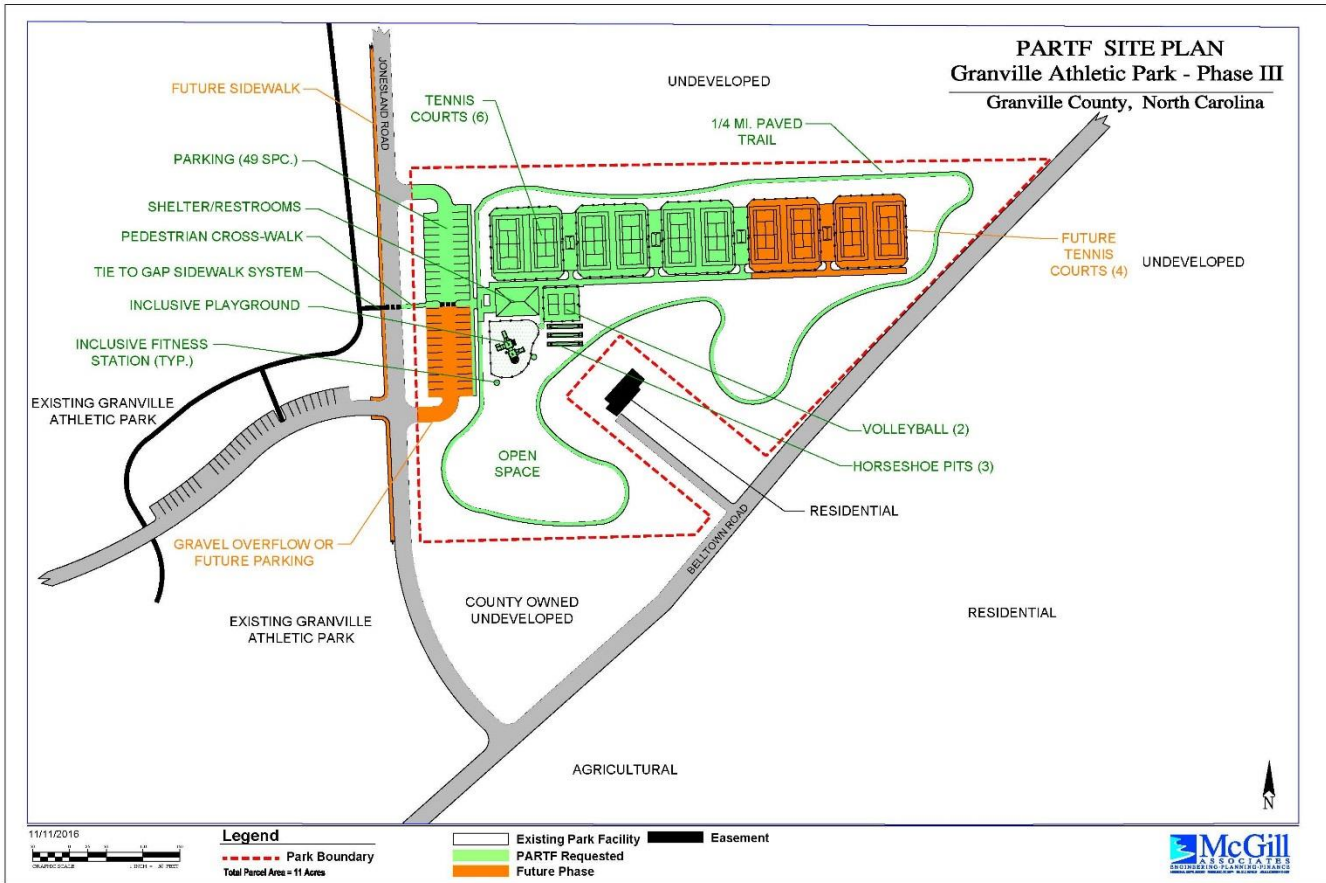 PARTF SITE PLAN
Granville Athletic Park - Phase III
Granville County, North Carolina
UNDEVELOPED
JONESLAND ROAD
FUTURE SIDEWALK
TENNIS
COURTS (6)
1/4 MI. PAVED
TRAIL
PARKING (49 SPC.)
SHELTER/RESTROOMS
PEDESTRIAN CROSS-WALK
TIE TO GAP SIDEWALK SYSTEM
INCLUSIVE PLAYGROUND
INCLUSIVE FITNESS
STATION (TYP.)
FUTURE
TENNIS
COURTS (4)
UNDEVELOPED
EXISTING GRANVILLE
ATHLETIC PARK
OPEN
SPACE
VOLLEYBALL (2)
HORSESHOE PITS (3)
RESIDENTIAL
BELLTOWN ROAD
GRAVEL OVERFLOW OR
FUTURE PARKING
EXISTING GRANVILLE
ATHLETIC PARK
COUNTY OWNED
UNDEVELOPED
RESIDENTIAL
AGRICULTURAL
N
11/11/2016
GRAPHIC SCALE
Legend
Park Boundary
Total Parcel Area = 11 Acres
Existing Park Facility
PARTF Requested
Future Phase
Easement
McGill
ASSOCIATES
ENGINEERING·PLANNING·FINANCE